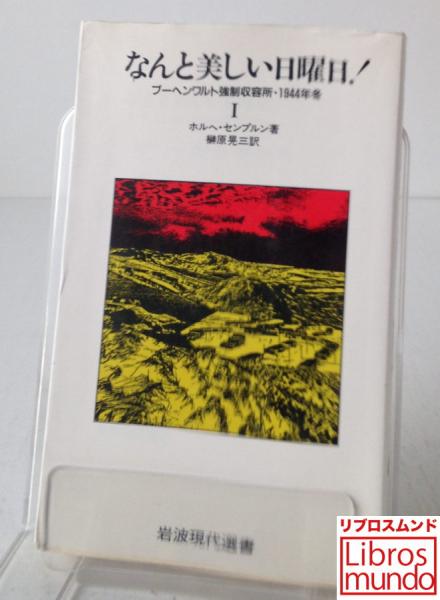 なんと美しい日曜日!
ブーヘンワルト強制収容所・1944年冬
I
ホルヘ・センプルン著
榊原晃三訳
岩波現代選書
リブロスムンド
Libros
mundo